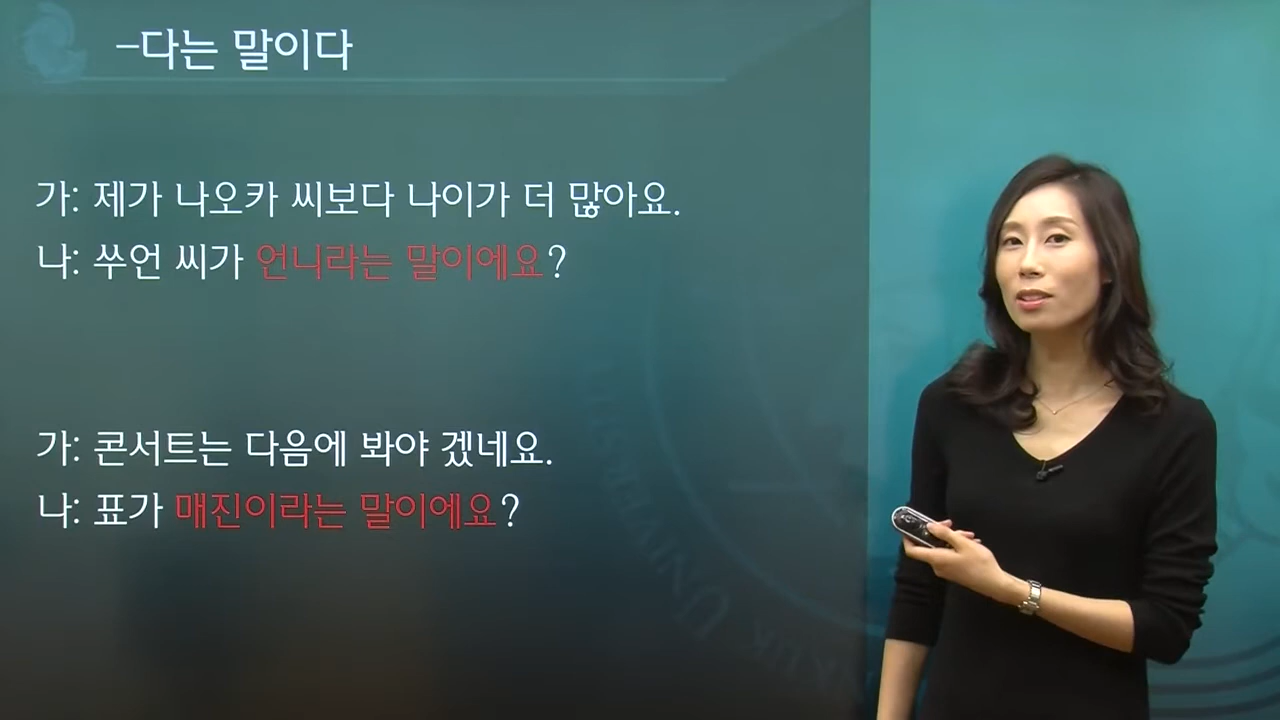 -다는 말이다
가: 제가 나오카 씨보다 나이가 더 많아요.
나: 쑤언 씨가 언니라는 말이에요?
가: 콘서트는 다음에 봐야 겠네요.
나: 표가 매진이라는 말이에요?